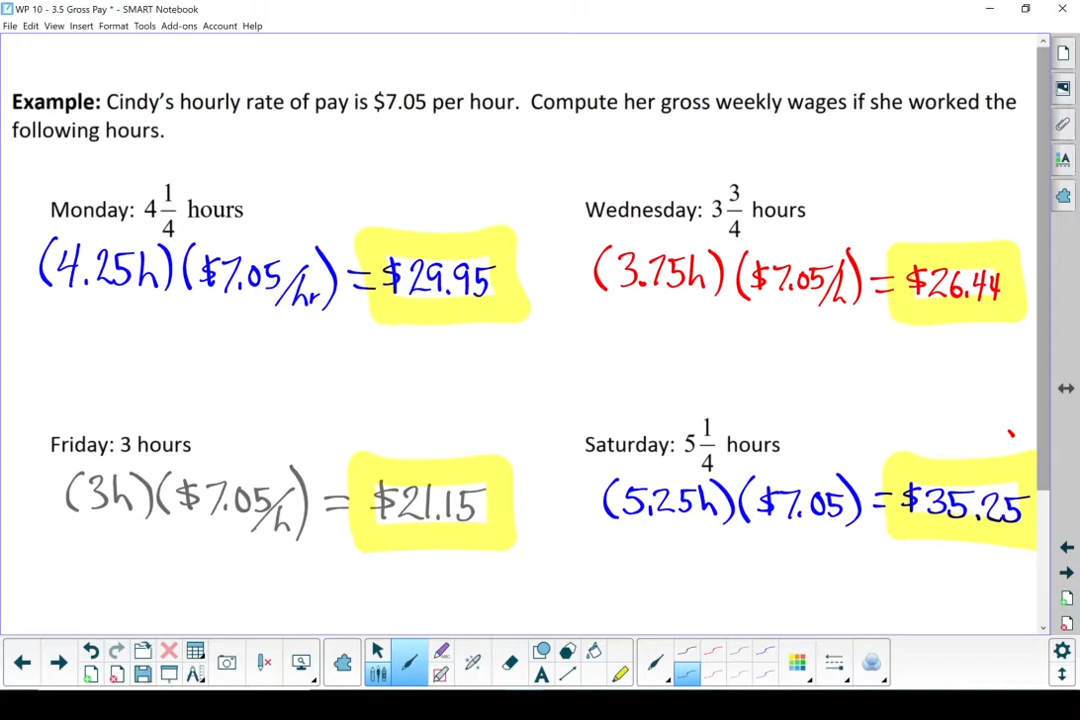 WP 10 - 3.5 Gross Pay * - SMART Notebook
File Edit View Insert Format Tools Add-ons Account Help
Example: Cindy's hourly rate of pay is $7.05 per hour. Compute her gross weekly wages if she worked the
following hours.
Monday: 4 1/4 hours
(4.25h)($7.05/hr) = $29.95
Wednesday: 3 3/4 hours
(3.75h)($7.05/h) = $26.44
Friday: 3 hours
(3h)($7.05/h) = $21.15
Saturday: 5 1/4 hours
(5.25h)($7.05) = $35.25